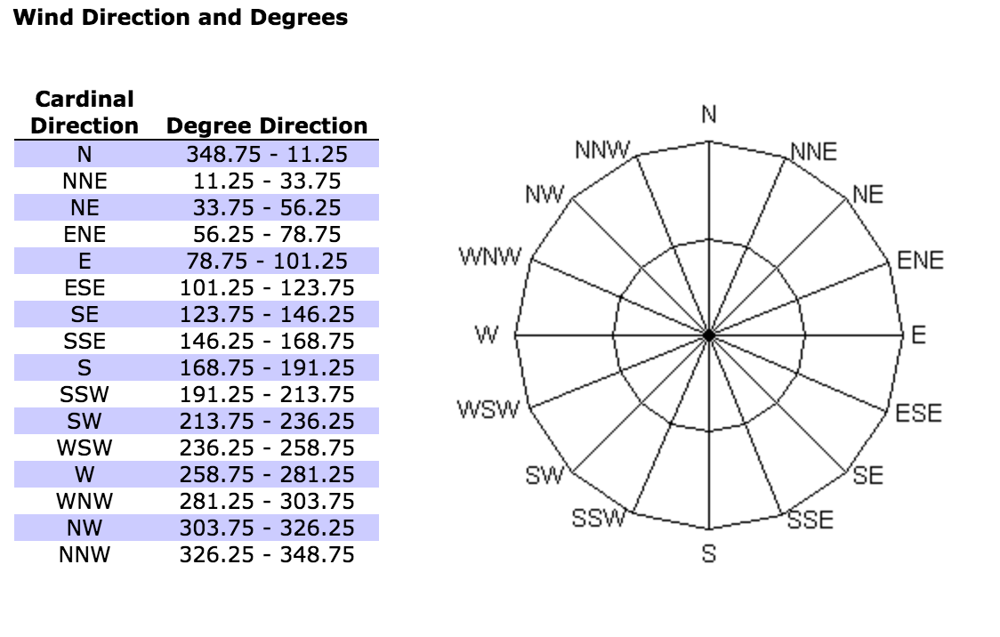 Wind Direction and Degrees
Cardinal
Direction Degree Direction
N 348.75 - 11.25
NNE 11.25 - 33.75
NE 33.75 - 56.25
ENE 56.25 - 78.75
E 78.75 - 101.25
ESE 101.25 - 123.75
SE 123.75 - 146.25
SSE 146.25 - 168.75
S 168.75 - 191.25
SSW 191.25 - 213.75
SW 213.75 - 236.25
WSW 236.25 - 258.75
W 258.75 - 281.25
WNW 281.25 - 303.75
NW 303.75 - 326.25
NNW 326.25 - 348.75
N
NNW NNE
NW NE
WNW ENE
W E
WSW ESE
SW SE
SSW SSE
S